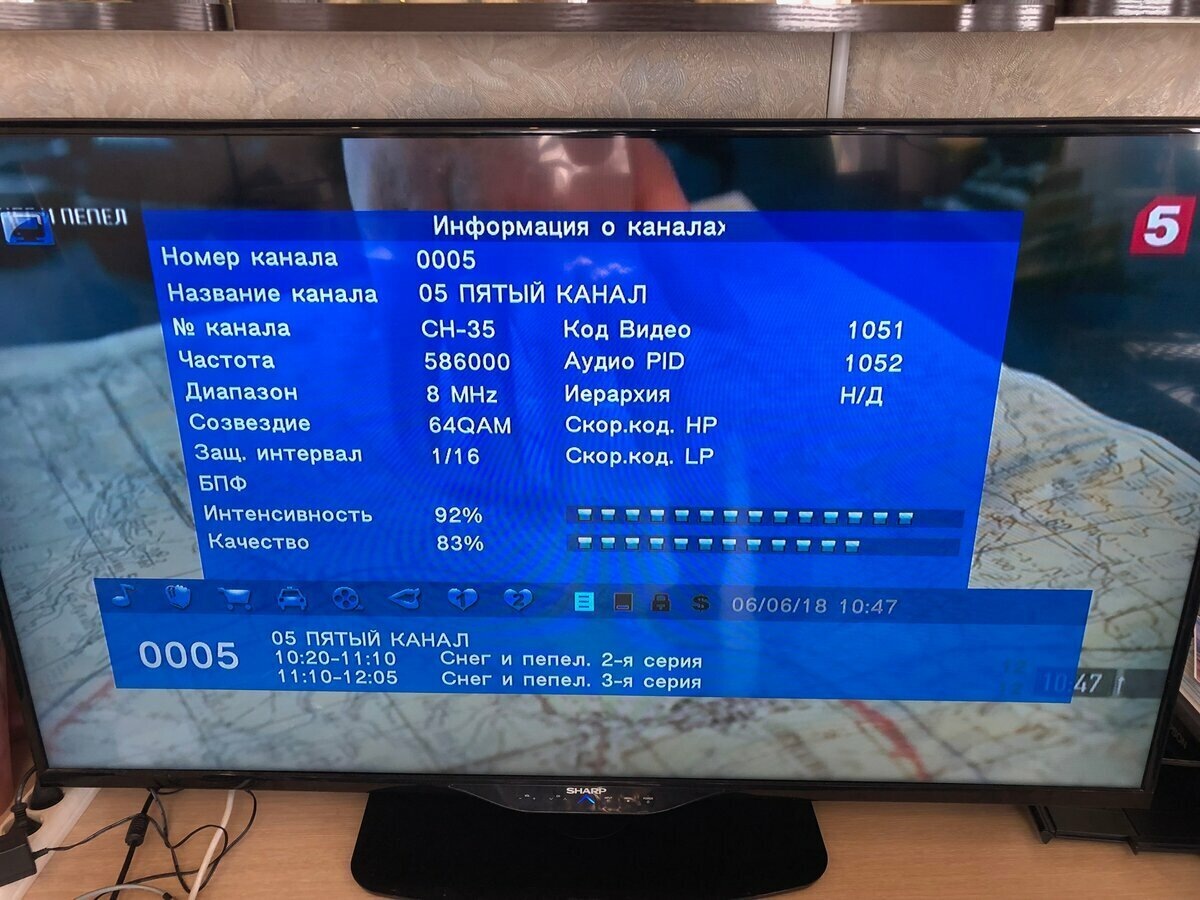 И ПЕПЕЛ
5
Информация о каналах
Номер канала 0005
Название канала 05 ПЯТЫЙ КАНАЛ
№ канала CH-35 Код Видео 1051
Частота 586000 Аудио PID 1052
Диапазон 8 MHz Иерархия Н/Д
Созвездие 64QAM Скор.код. HP
Защ. интервал 1/16 Скор.код. LP
БПФ
Интенсивность 92%
Качество 83%
1 2 $ 06/06/18 10:47
0005
05 ПЯТЫЙ КАНАЛ
10:20-11:10 Снег и пепел. 2-я серия
11:10-12:05 Снег и пепел. 3-я серия
10:47
SHARP